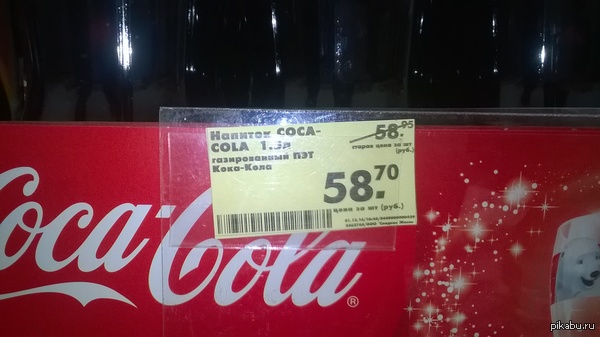 Напиток COCA-
COLA 1.5л
газированный ПЭТ
Кока-Кола
58.95
старая цена за шт
(руб.)
58.70
цена за шт (руб.)
Coca-Cola
®
pikabu.ru